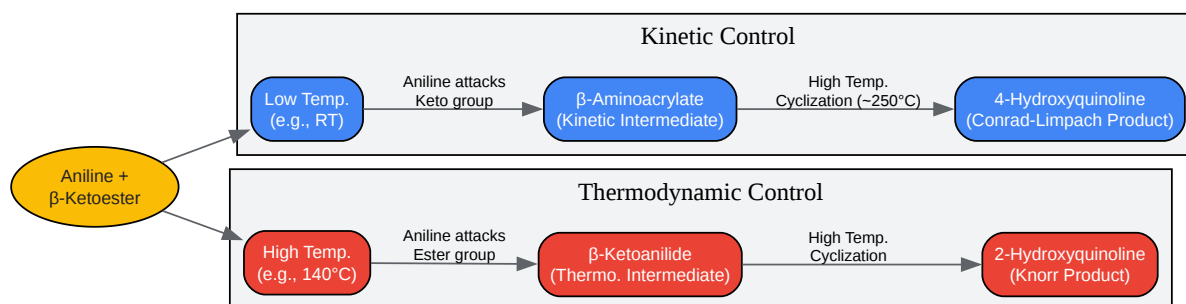 Kinetic Control
Low Temp.
(e.g., RT)
Aniline attacks
Keto group
β-Aminoacrylate
(Kinetic Intermediate)
High Temp.
Cyclization (~250°C)
4-Hydroxyquinoline
(Conrad-Limpach Product)
Aniline +
β-Ketoester
Thermodynamic Control
High Temp.
(e.g., 140°C)
Aniline attacks
Ester group
β-Ketoanilide
(Thermo. Intermediate)
High Temp.
Cyclization
2-Hydroxyquinoline
(Knorr Product)